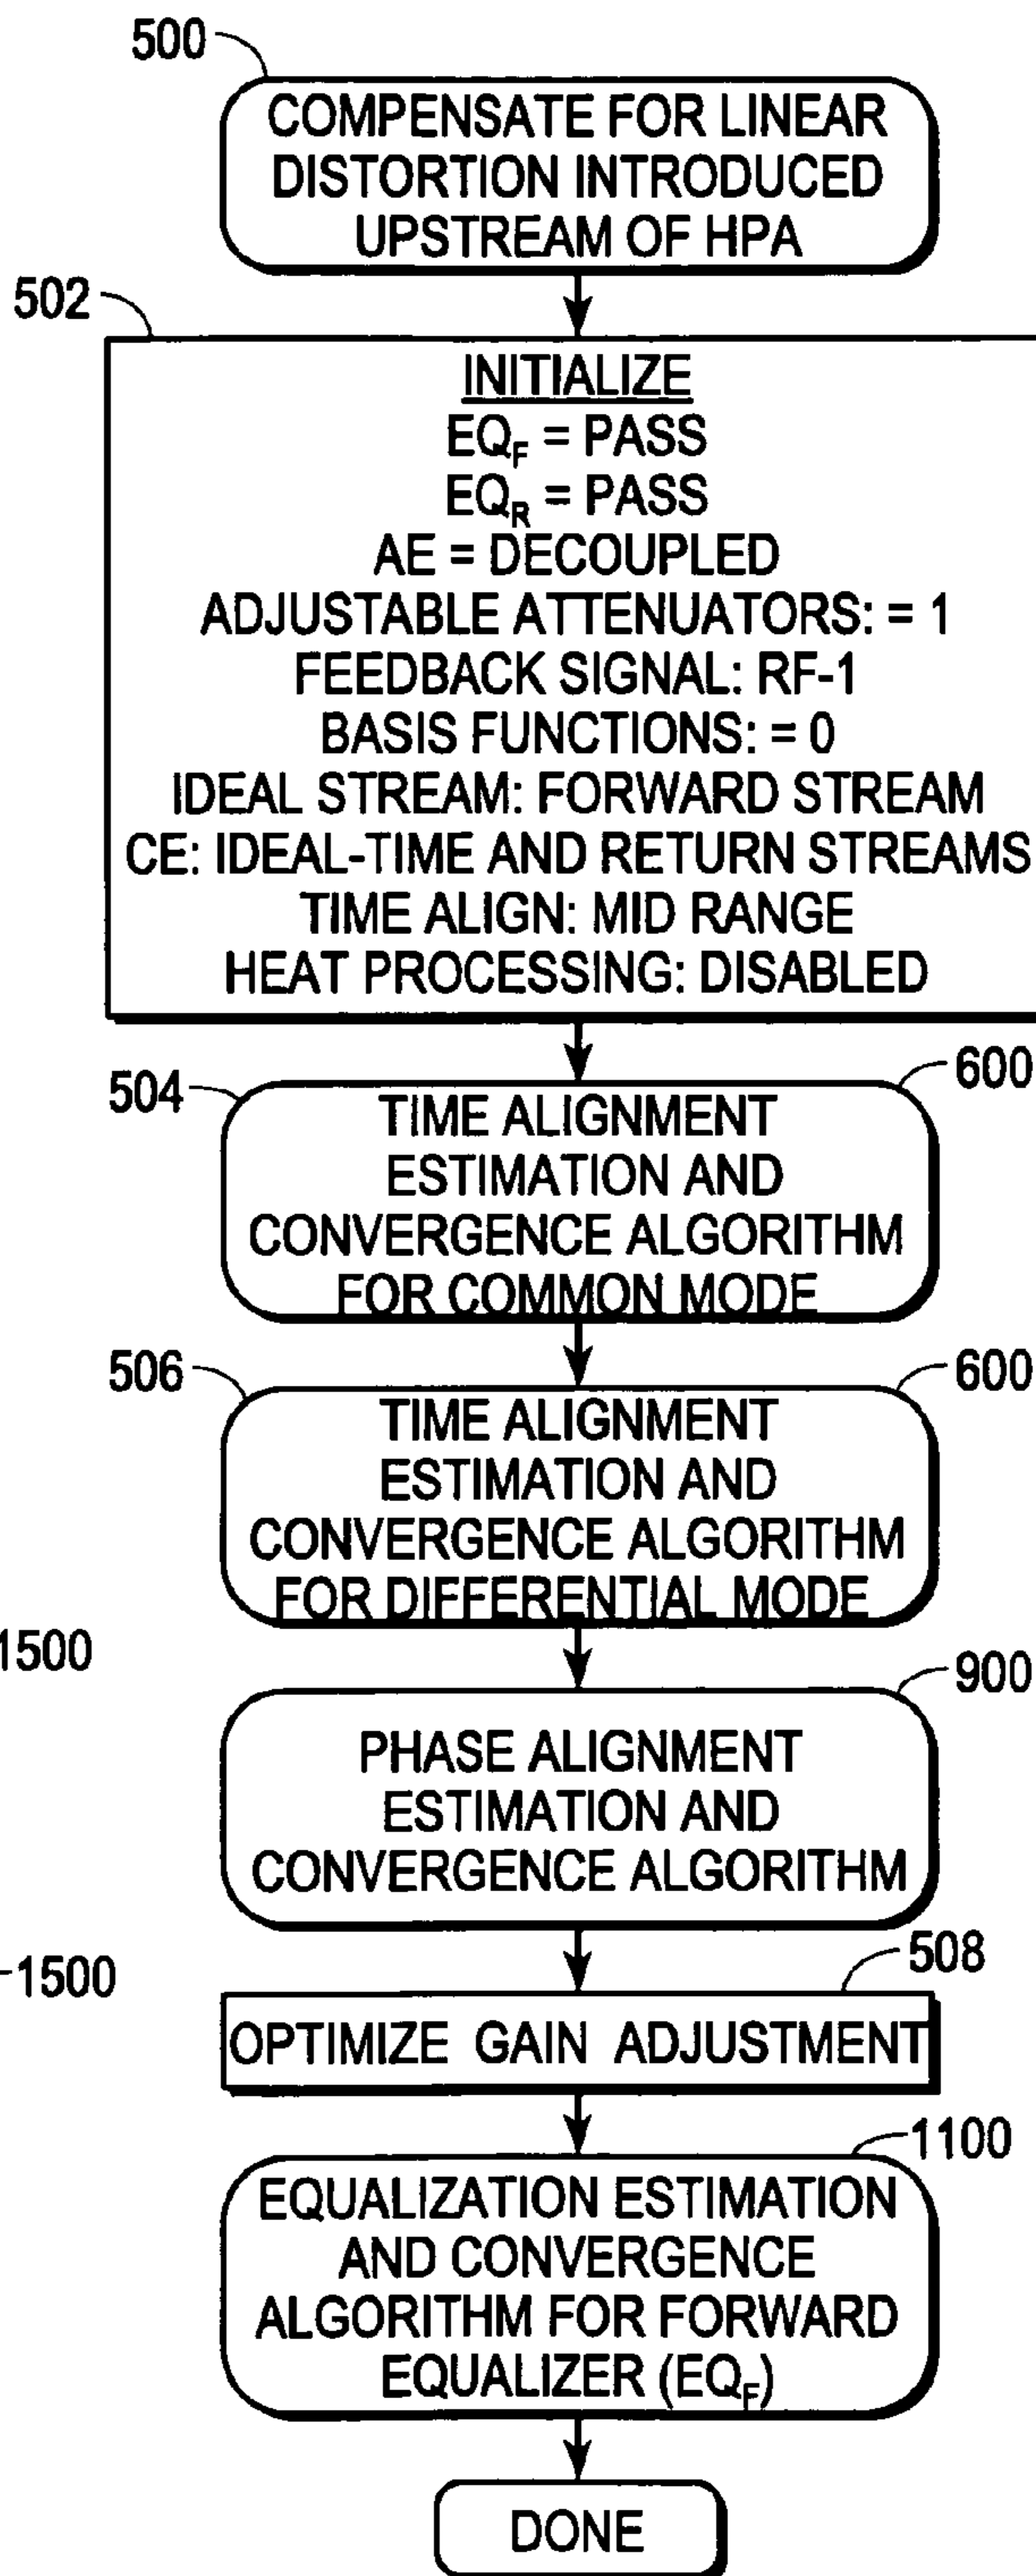 500
COMPENSATE FOR LINEAR
DISTORTION INTRODUCED
UPSTREAM OF HPA
502
INITIALIZE
EQF = PASS
EQR = PASS
AE = DECOUPLED
ADJUSTABLE ATTENUATORS: = 1
FEEDBACK SIGNAL: RF-1
BASIS FUNCTIONS: = 0
IDEAL STREAM: FORWARD STREAM
CE: IDEAL-TIME AND RETURN STREAMS
TIME ALIGN: MID RANGE
HEAT PROCESSING: DISABLED
504
600
TIME ALIGNMENT
ESTIMATION AND
CONVERGENCE ALGORITHM
FOR COMMON MODE
506
600
TIME ALIGNMENT
ESTIMATION AND
CONVERGENCE ALGORITHM
FOR DIFFERENTIAL MODE
1500
900
PHASE ALIGNMENT
ESTIMATION AND
CONVERGENCE ALGORITHM
1500
508
OPTIMIZE GAIN ADJUSTMENT
1100
EQUALIZATION ESTIMATION
AND CONVERGENCE
ALGORITHM FOR FORWARD
EQUALIZER (EQF)
DONE